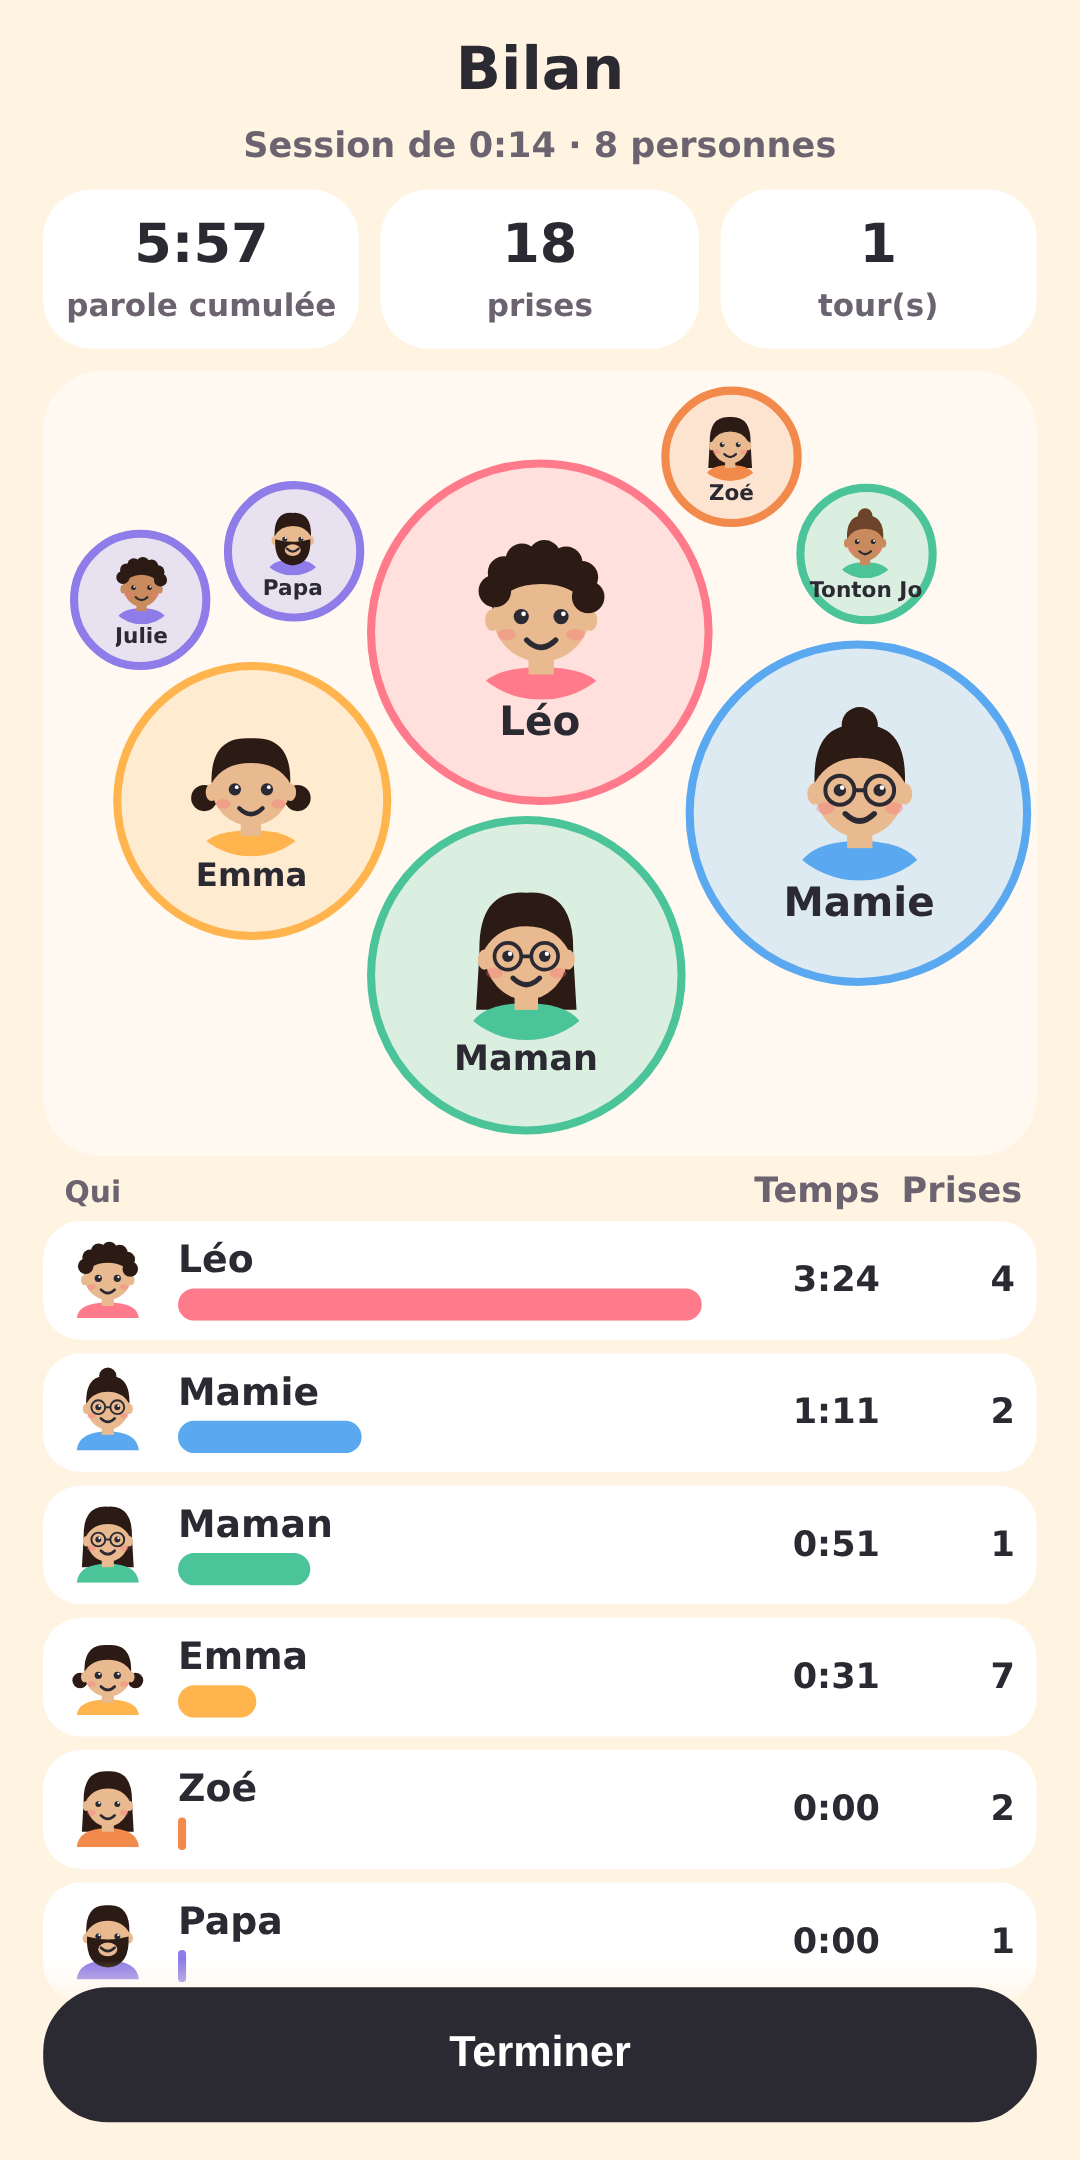 Bilan
Session de 0:14 · 8 personnes
5:57
parole cumulée
18
prises
1
tour(s)
Zoé
Tonton Jo
Papa
Julie
Léo
Emma
Mamie
Maman
Qui Temps Prises
Léo 3:24 4
Mamie 1:11 2
Maman 0:51 1
Emma 0:31 7
Zoé 0:00 2
Papa 0:00 1
Terminer